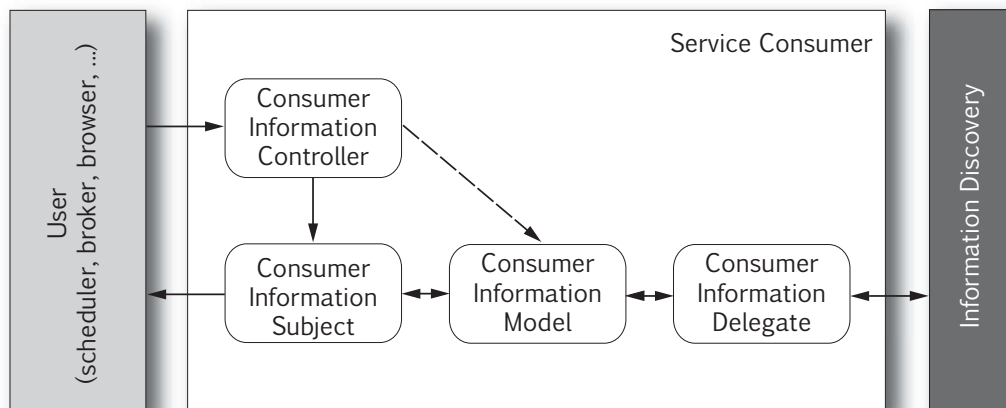 User
(scheduler, broker, browser, ...)
Service Consumer
Consumer
Information
Controller
Consumer
Information
Subject
Consumer
Information
Model
Consumer
Information
Delegate
Information Discovery